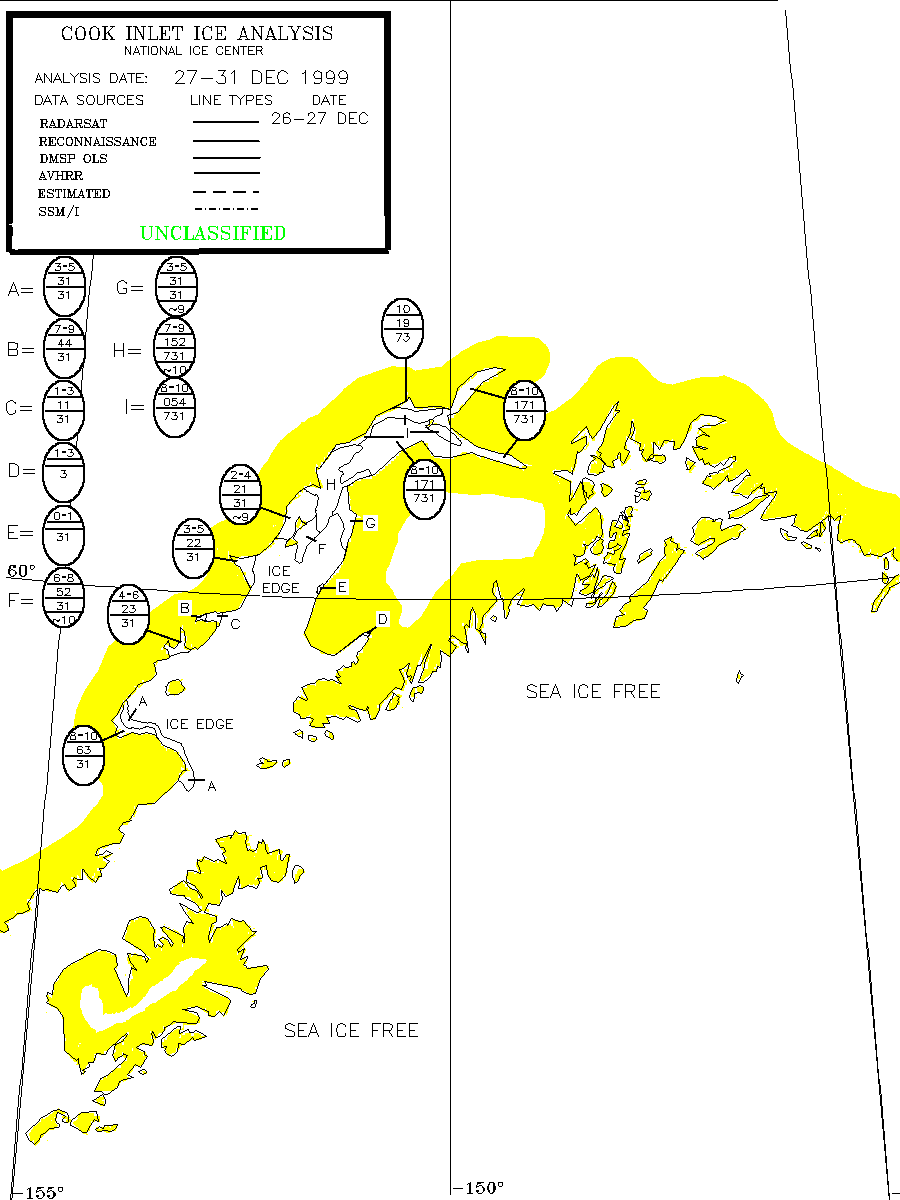 COOK INLET ICE ANALYSIS
NATIONAL ICE CENTER
ANALYSIS DATE: 27-31 DEC 1999
DATA SOURCES LINE TYPES DATE
RADARSAT 26-27 DEC
RECONNAISSANCE
DMSP OLS
AVHRR
ESTIMATED
SSM/I
UNCLASSIFIED
A= 3-5
31
31
G= 3-5
31
31
~9
B= 7-9
44
31
H= 7-9
152
731
~10
C= 1-3
11
31
I= 8-10
054
731
D= 1-3
3
E= 0-1
31
F= 6-8
52
31
~10
60°
10
19
73
8-10
171
731
I
8-10
171
731
2-4
21
31
~9
H
G
F
3-5
22
31
ICE
EDGE
E
4-6
23
31
B
C
D
A
ICE EDGE
8-10
63
31
A
SEA ICE FREE
SEA ICE FREE
-155°
-150°